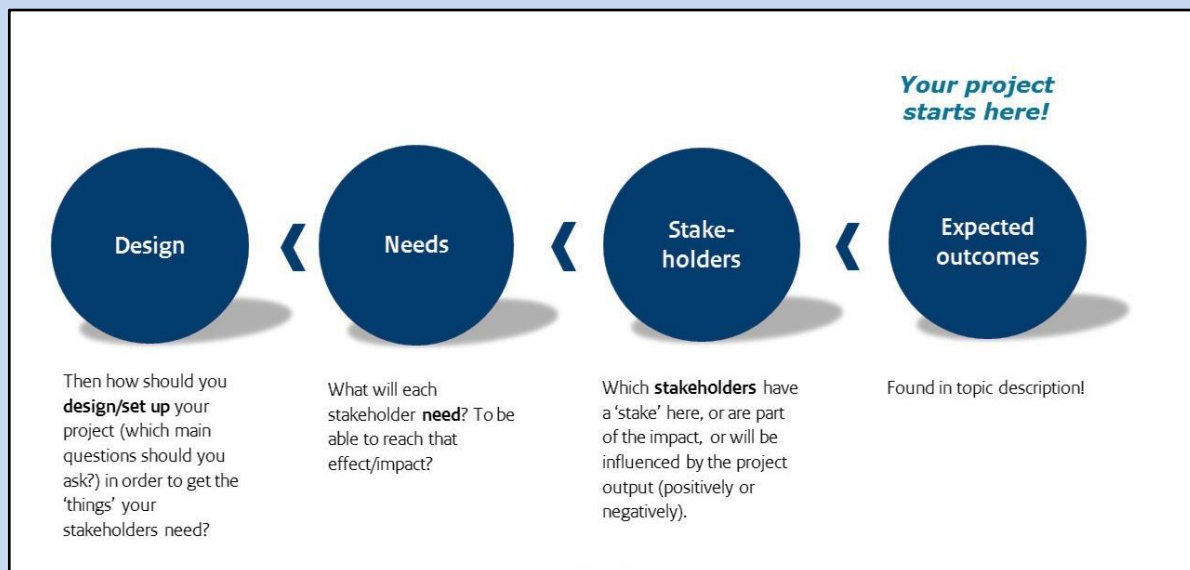 Your project
starts here!
Design
Needs
Stake-
holders
Expected
outcomes
Then how should you
design/set up your
project (which main
questions should you
ask?) in order to get the
‘things’ your
stakeholders need?
What will each
stakeholder need? To be
able to reach that
effect/impact?
Which stakeholders have
a ‘stake’ here, or are part
of the impact, or will be
influenced by the project
output (positively or
negatively).
Found in topic description!